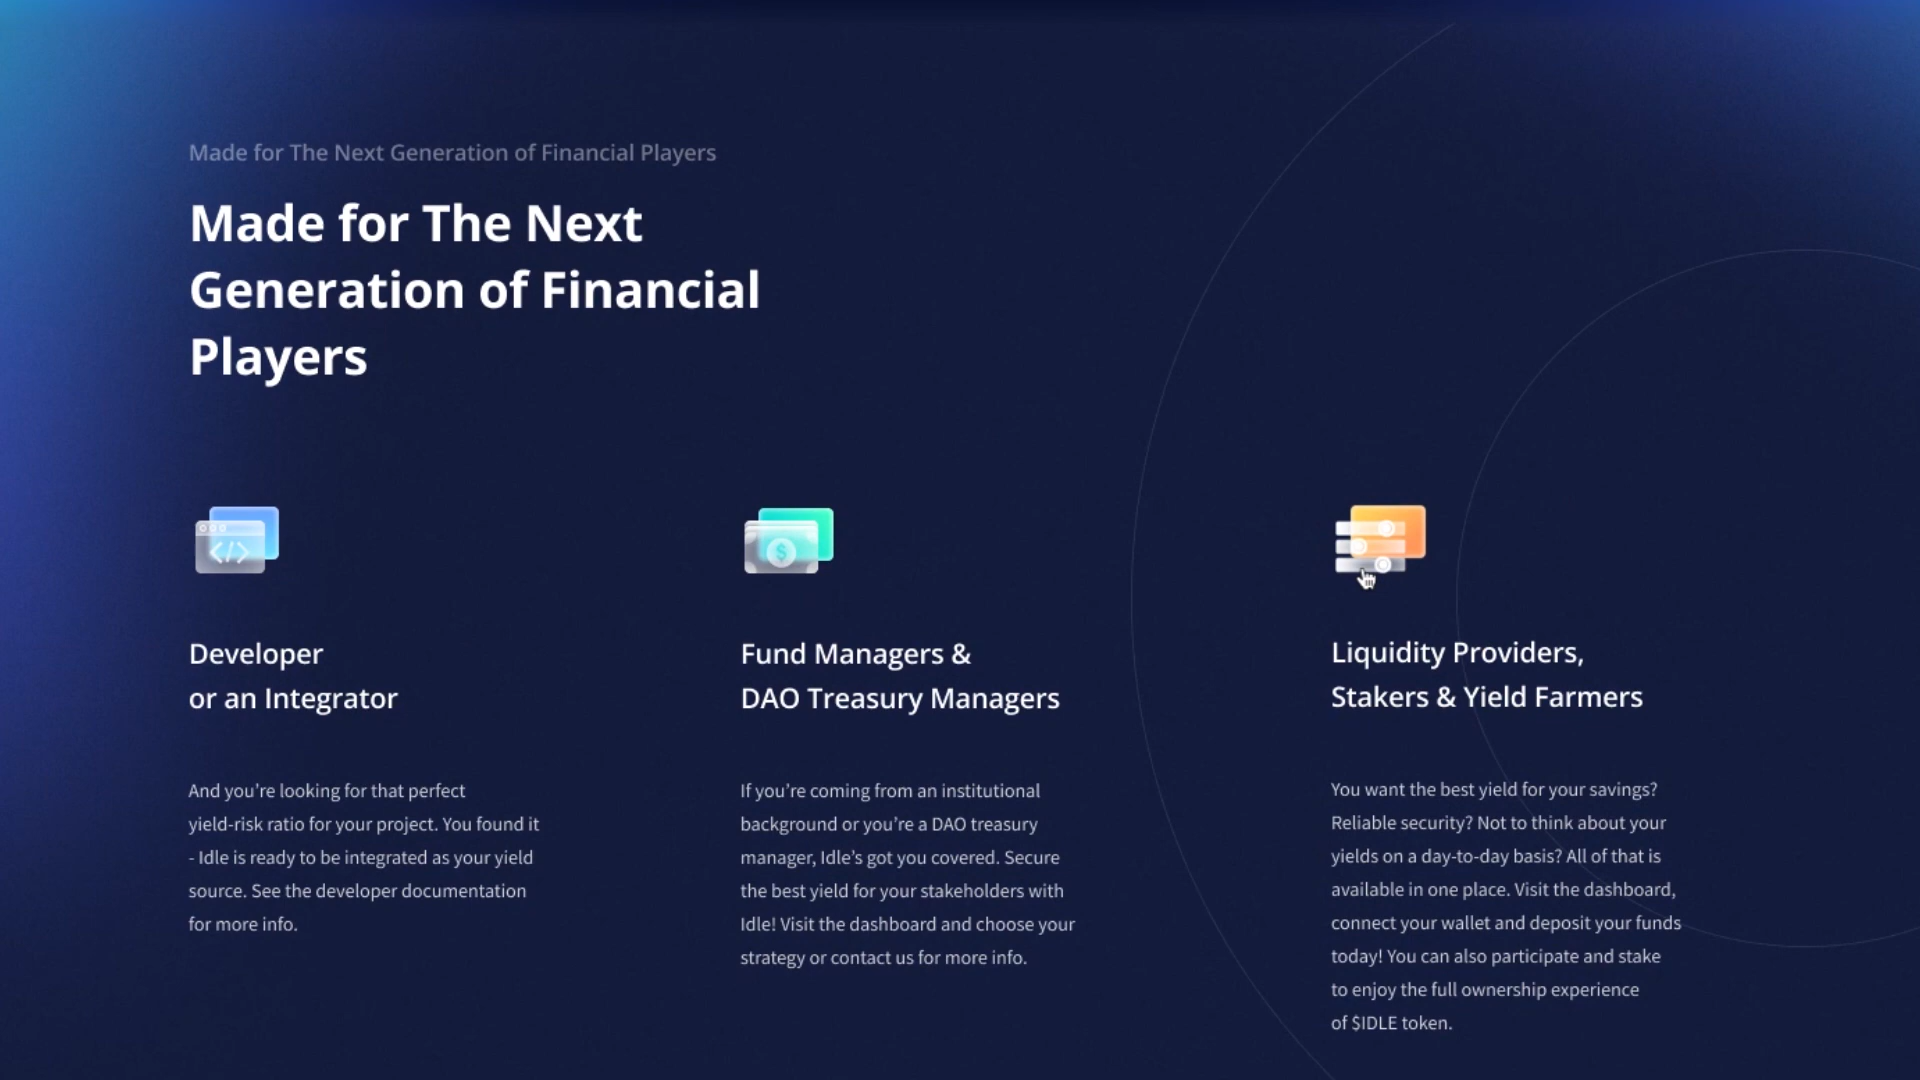 Made for The Next Generation of Financial Players
Made for The Next
Generation of Financial
Players
</>
$
Developer
or an Integrator
And you’re looking for that perfect
yield-risk ratio for your project. You found it
- Idle is ready to be integrated as your yield
source. See the developer documentation
for more info.
Fund Managers &
DAO Treasury Managers
If you’re coming from an institutional
background or you’re a DAO treasury
manager, Idle’s got you covered. Secure
the best yield for your stakeholders with
Idle! Visit the dashboard and choose your
strategy or contact us for more info.
Liquidity Providers,
Stakers & Yield Farmers
You want the best yield for your savings?
Reliable security? Not to think about your
yields on a day-to-day basis? All of that is
available in one place. Visit the dashboard,
connect your wallet and deposit your funds
today! You can also participate and stake
to enjoy the full ownership experience
of $IDLE token.